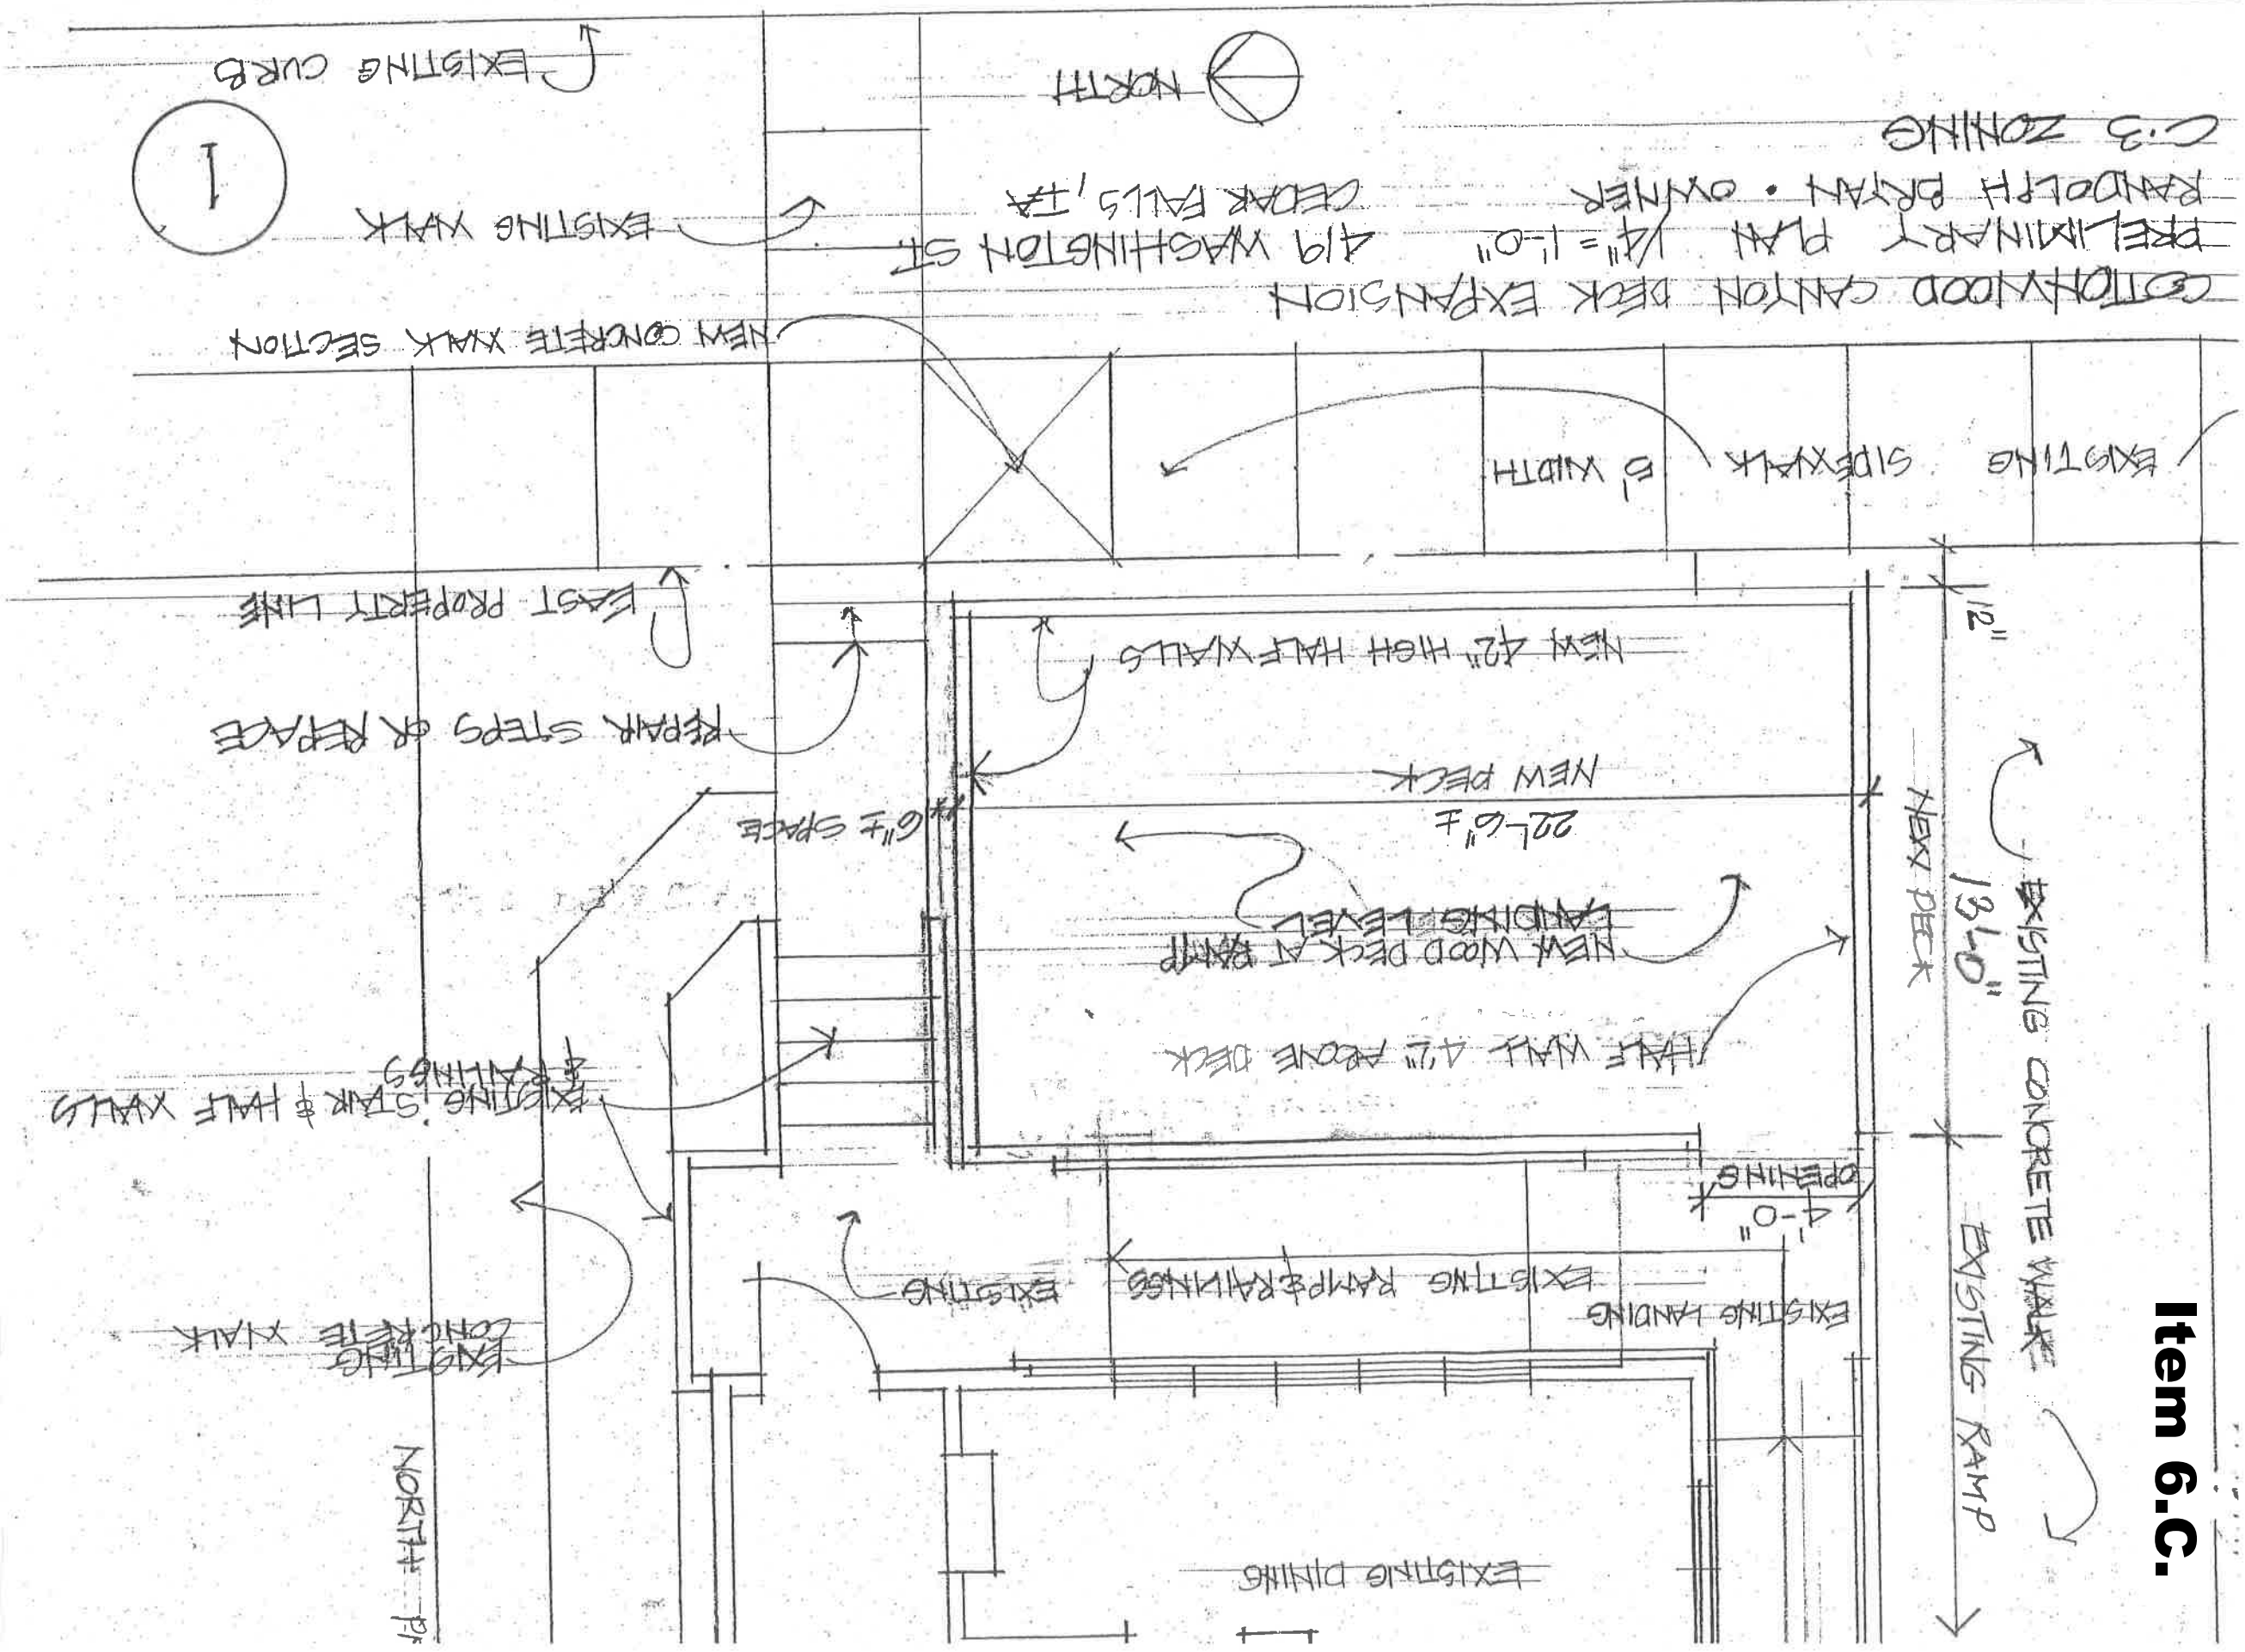 Item 6.C.
EXISTING DINING
NORTH PR
EXISTING
CONCRETE WALK
EXISTING LANDING
EXISTING RAMP & RAILINGS
EXISTING
EXISTING RAMP
4'-0"
OPENING
EXISTING STAIR & HALF WALLS
& RAILINGS
HALF WALL 42" ABOVE DECK
EXISTING CONCRETE WALK
NEW WOOD DECK AT RAMP
LANDING LEVEL
13'-0"
NEW DECK
22'-6" ±
NEW DECK
6" ± SPACE
REPAIR STEPS OR REPACE
NEW 42" HIGH HALF WALLS
12"
EAST PROPERTY LINE
EXISTING SIDEWALK 5' WIDTH
NEW CONCRETE WALK SECTION
COTTONWOOD CANYON DECK EXPANSION
PRELIMINARY PLAN 1/4" = 1'-0" 419 WASHINGTON ST.
RANDOLPH BRYAN • OWNER CEDAR FALLS, IA
C-3 ZONING
NORTH
EXISTING WALK
1
EXISTING CURB